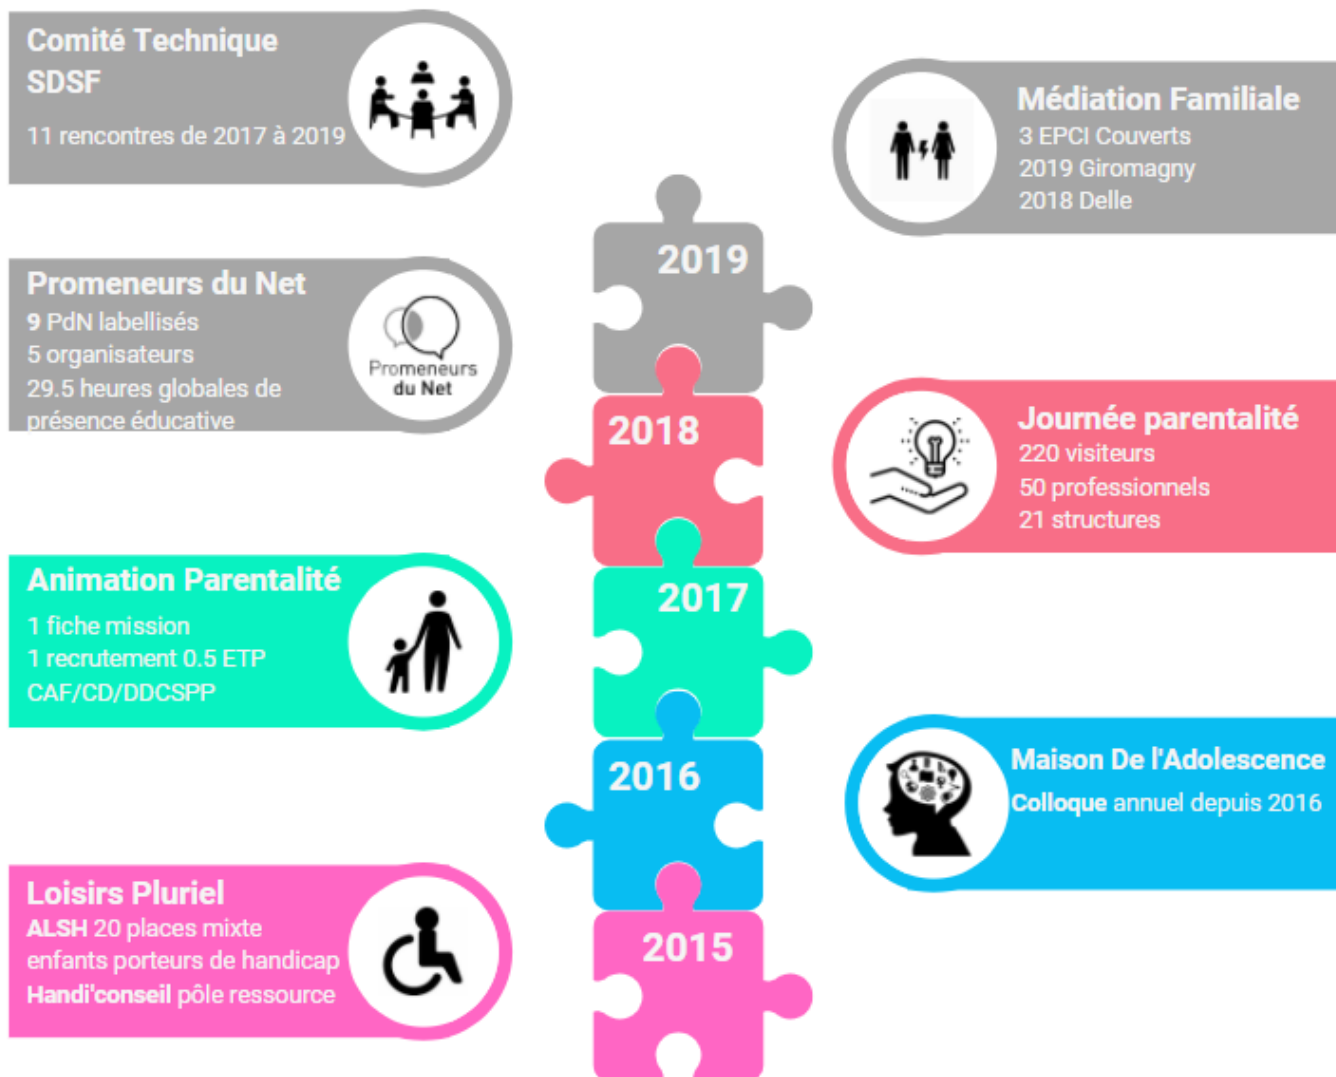 Comité Technique
SDSF
11 rencontres de 2017 à 2019
Médiation Familiale
3 EPCI Couverts
2019 Giromagny
2018 Delle
2019
Promeneurs du Net
9 PdN labellisés
5 organisateurs
29.5 heures globales de
présence éducative
Promeneurs
du Net
2018
Journée parentalité
220 visiteurs
50 professionnels
21 structures
Animation Parentalité
1 fiche mission
1 recrutement 0.5 ETP
CAF/CD/DDCSPP
2017
2016
Maison De l'Adolescence
Colloque annuel depuis 2016
Loisirs Pluriel
ALSH 20 places mixte
enfants porteurs de handicap
Handi'conseil pôle ressource
2015